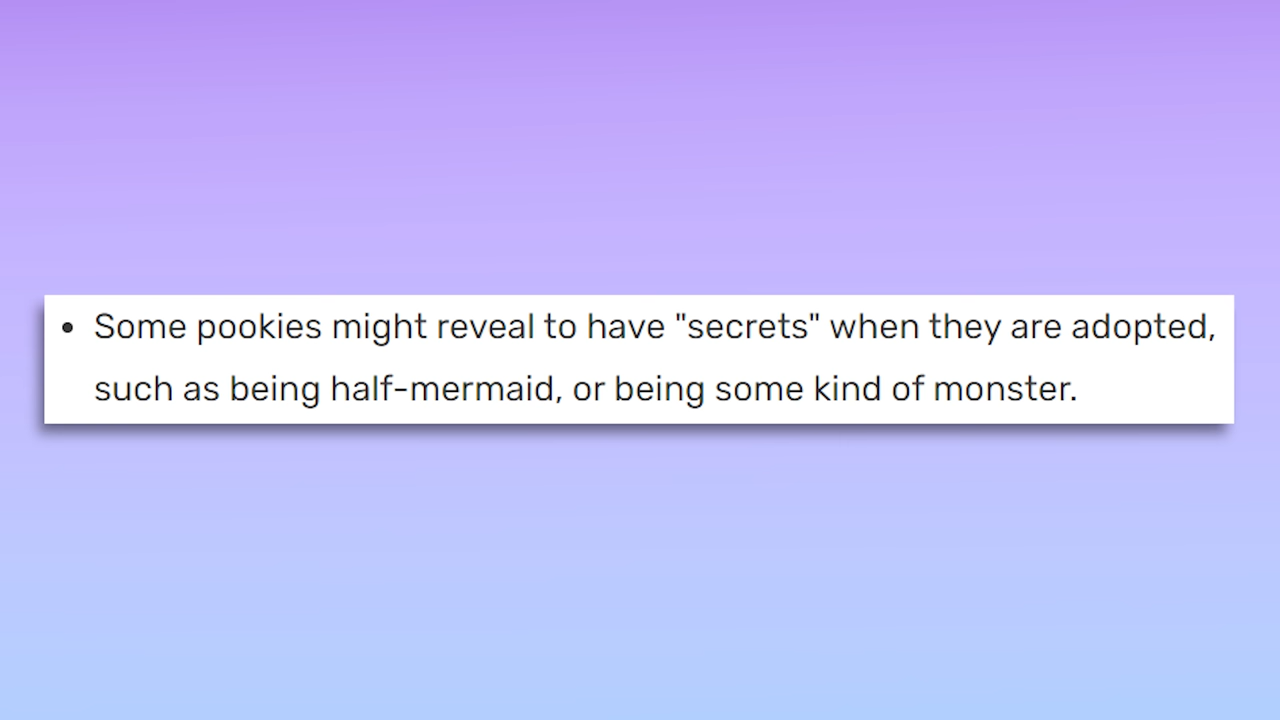 • Some pookies might reveal to have "secrets" when they are adopted,
such as being half-mermaid, or being some kind of monster.